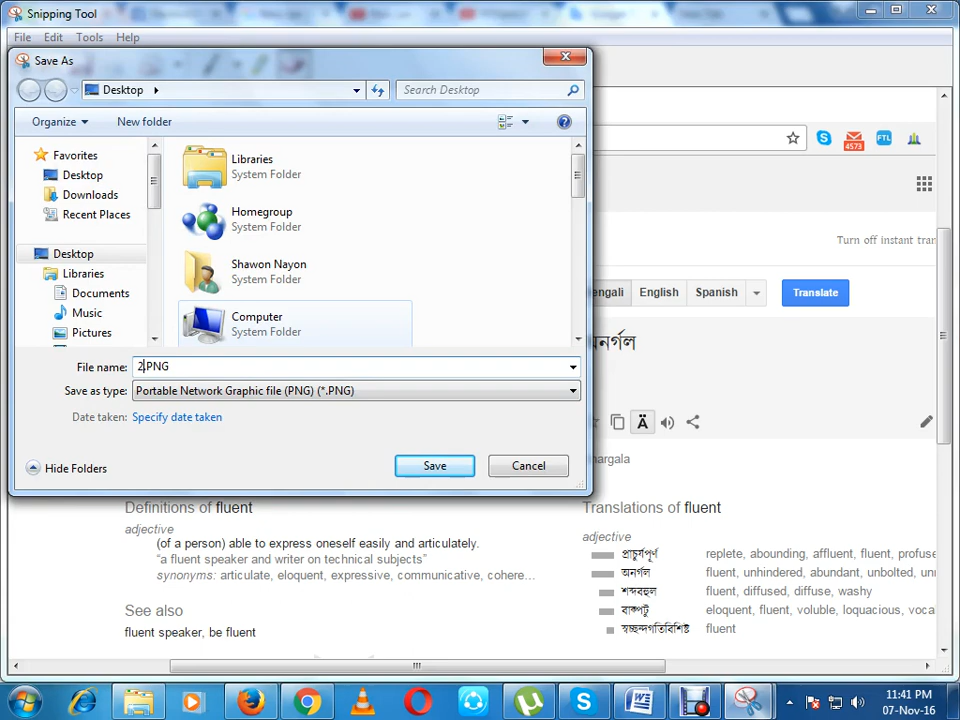 Snipping Tool
File Edit Tools Help
Save As
Desktop
Search Desktop
Organize New folder
Favorites
Desktop
Downloads
Recent Places
Desktop
Libraries
Documents
Music
Pictures
Libraries
System Folder
Homegroup
System Folder
Shawon Nayon
System Folder
Computer
System Folder
File name: 2.PNG
Save as type: Portable Network Graphic file (PNG) (*.PNG)
Date taken: Specify date taken
Hide Folders Save Cancel
4573 FTL
Turn off instant tran
engali English Spanish Translate
অনর্গল
Ä
nargala
Definitions of fluent
adjective
(of a person) able to express oneself easily and articulately.
"a fluent speaker and writer on technical subjects"
synonyms: articulate, eloquent, expressive, communicative, cohere...
See also
fluent speaker, be fluent
Translations of fluent
adjective
প্রাচুর্যপূর্ণ replete, abounding, affluent, fluent, profuse
অনর্গল fluent, unhindered, abundant, unbolted, unr
শব্দবহুল fluent, diffused, diffuse, washy
বাক্পটু eloquent, fluent, voluble, loquacious, voca
স্বচ্ছন্দগতিবিশিষ্ট fluent
11:41 PM
07-Nov-16